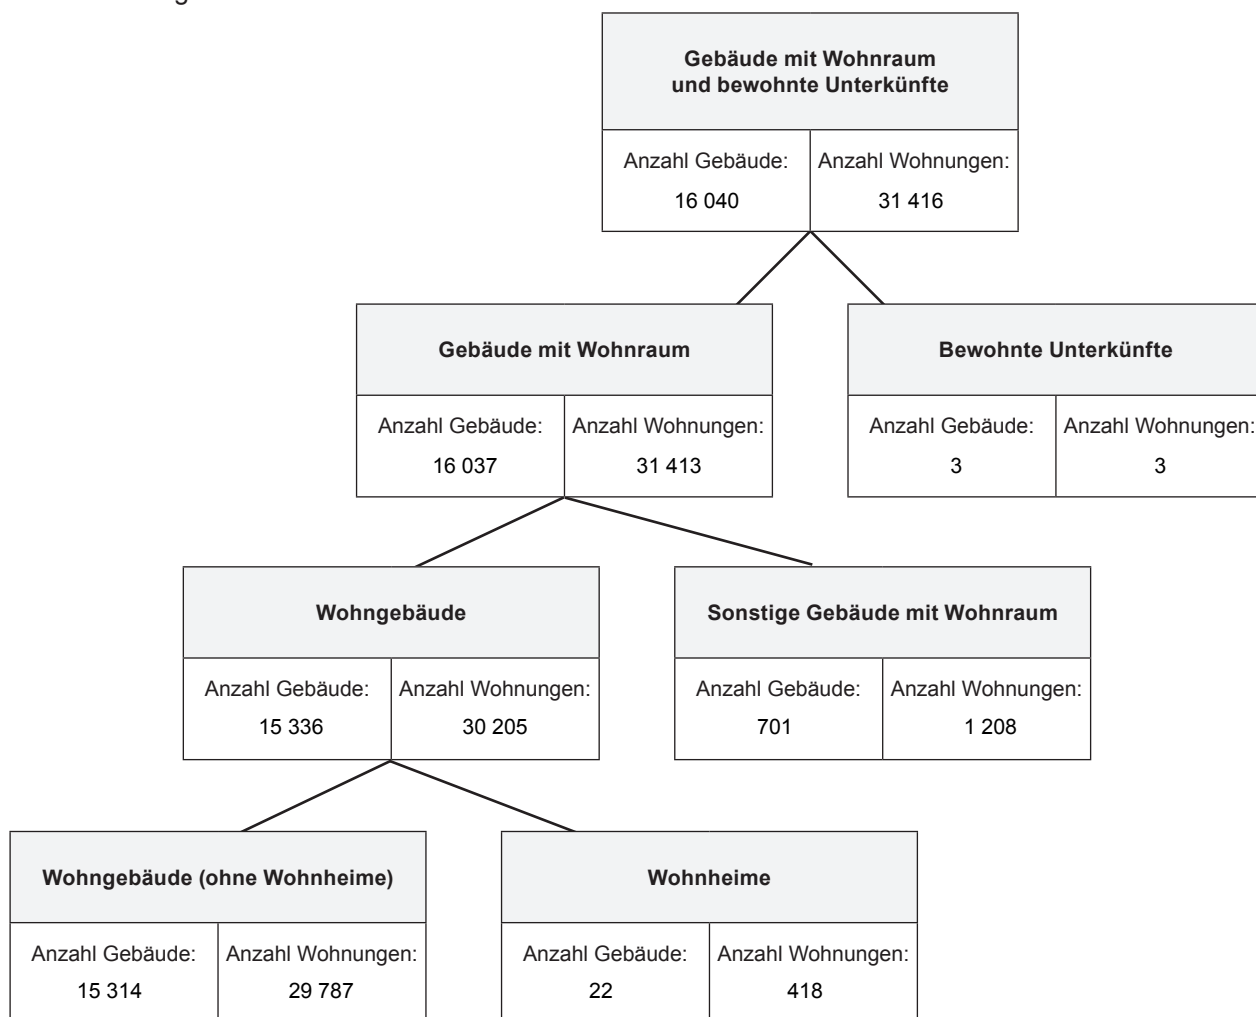 Gebäude mit Wohnraum
und bewohnte Unterkünfte
Anzahl Gebäude: Anzahl Wohnungen:
16 040 31 416
Gebäude mit Wohnraum Bewohnte Unterkünfte
Anzahl Gebäude: Anzahl Wohnungen: Anzahl Gebäude: Anzahl Wohnungen:
16 037 31 413 3 3
Wohngebäude Sonstige Gebäude mit Wohnraum
Anzahl Gebäude: Anzahl Wohnungen: Anzahl Gebäude: Anzahl Wohnungen:
15 336 30 205 701 1 208
Wohngebäude (ohne Wohnheime) Wohnheime
Anzahl Gebäude: Anzahl Wohnungen: Anzahl Gebäude: Anzahl Wohnungen:
15 314 29 787 22 418